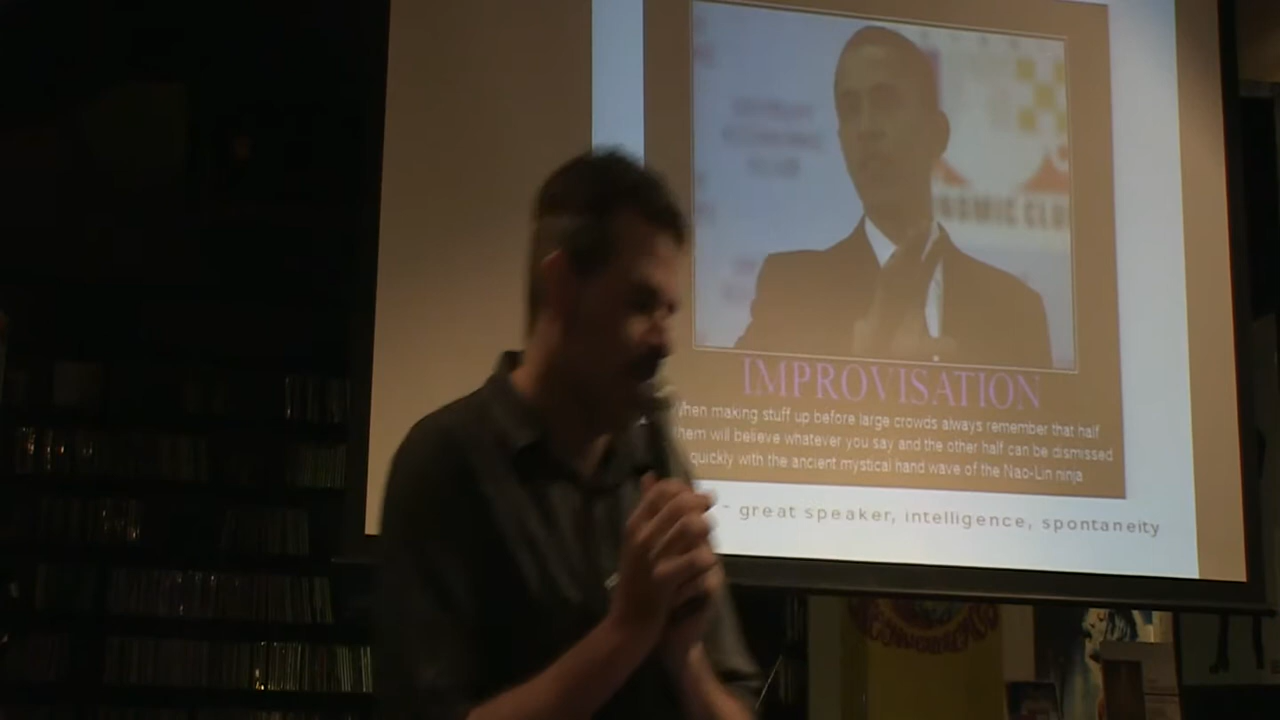 NOMIC CLU
IMPROVISATION
When making stuff up before large crowds always remember that half
them will believe whatever you say and the other half can be dismissed
quickly with the ancient mystical hand wave of the Nao-Lin ninja
- great speaker, intelligence, spontaneity